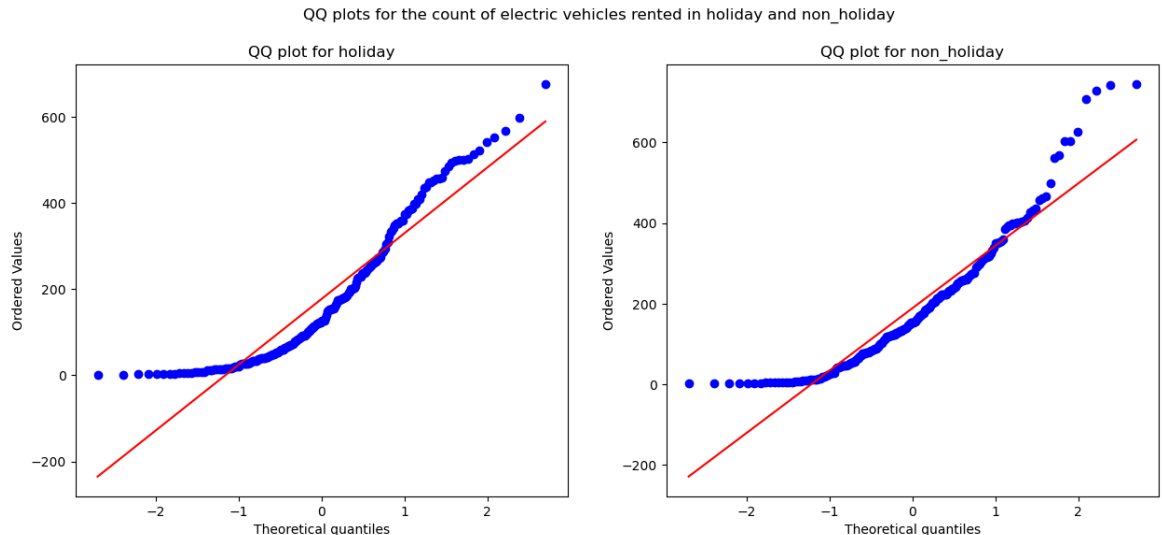 QQ plots for the count of electric vehicles rented in holiday and non_holiday
QQ plot for holiday
Ordered Values
600
400
200
0
−200
−2
−1
0
1
2
Theoretical quantiles
QQ plot for non_holiday
Ordered Values
600
400
200
0
−200
−2
−1
0
1
2
Theoretical quantiles